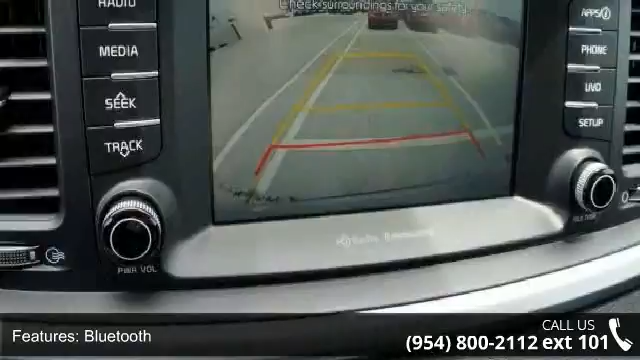 RADIO
Check surroundings for your safety
APPS
MEDIA
PHONE
SEEK
UVO
SETUP
TRACK
PWR VOL
Features: Bluetooth
CALL US
(954) 800-2112 ext 101